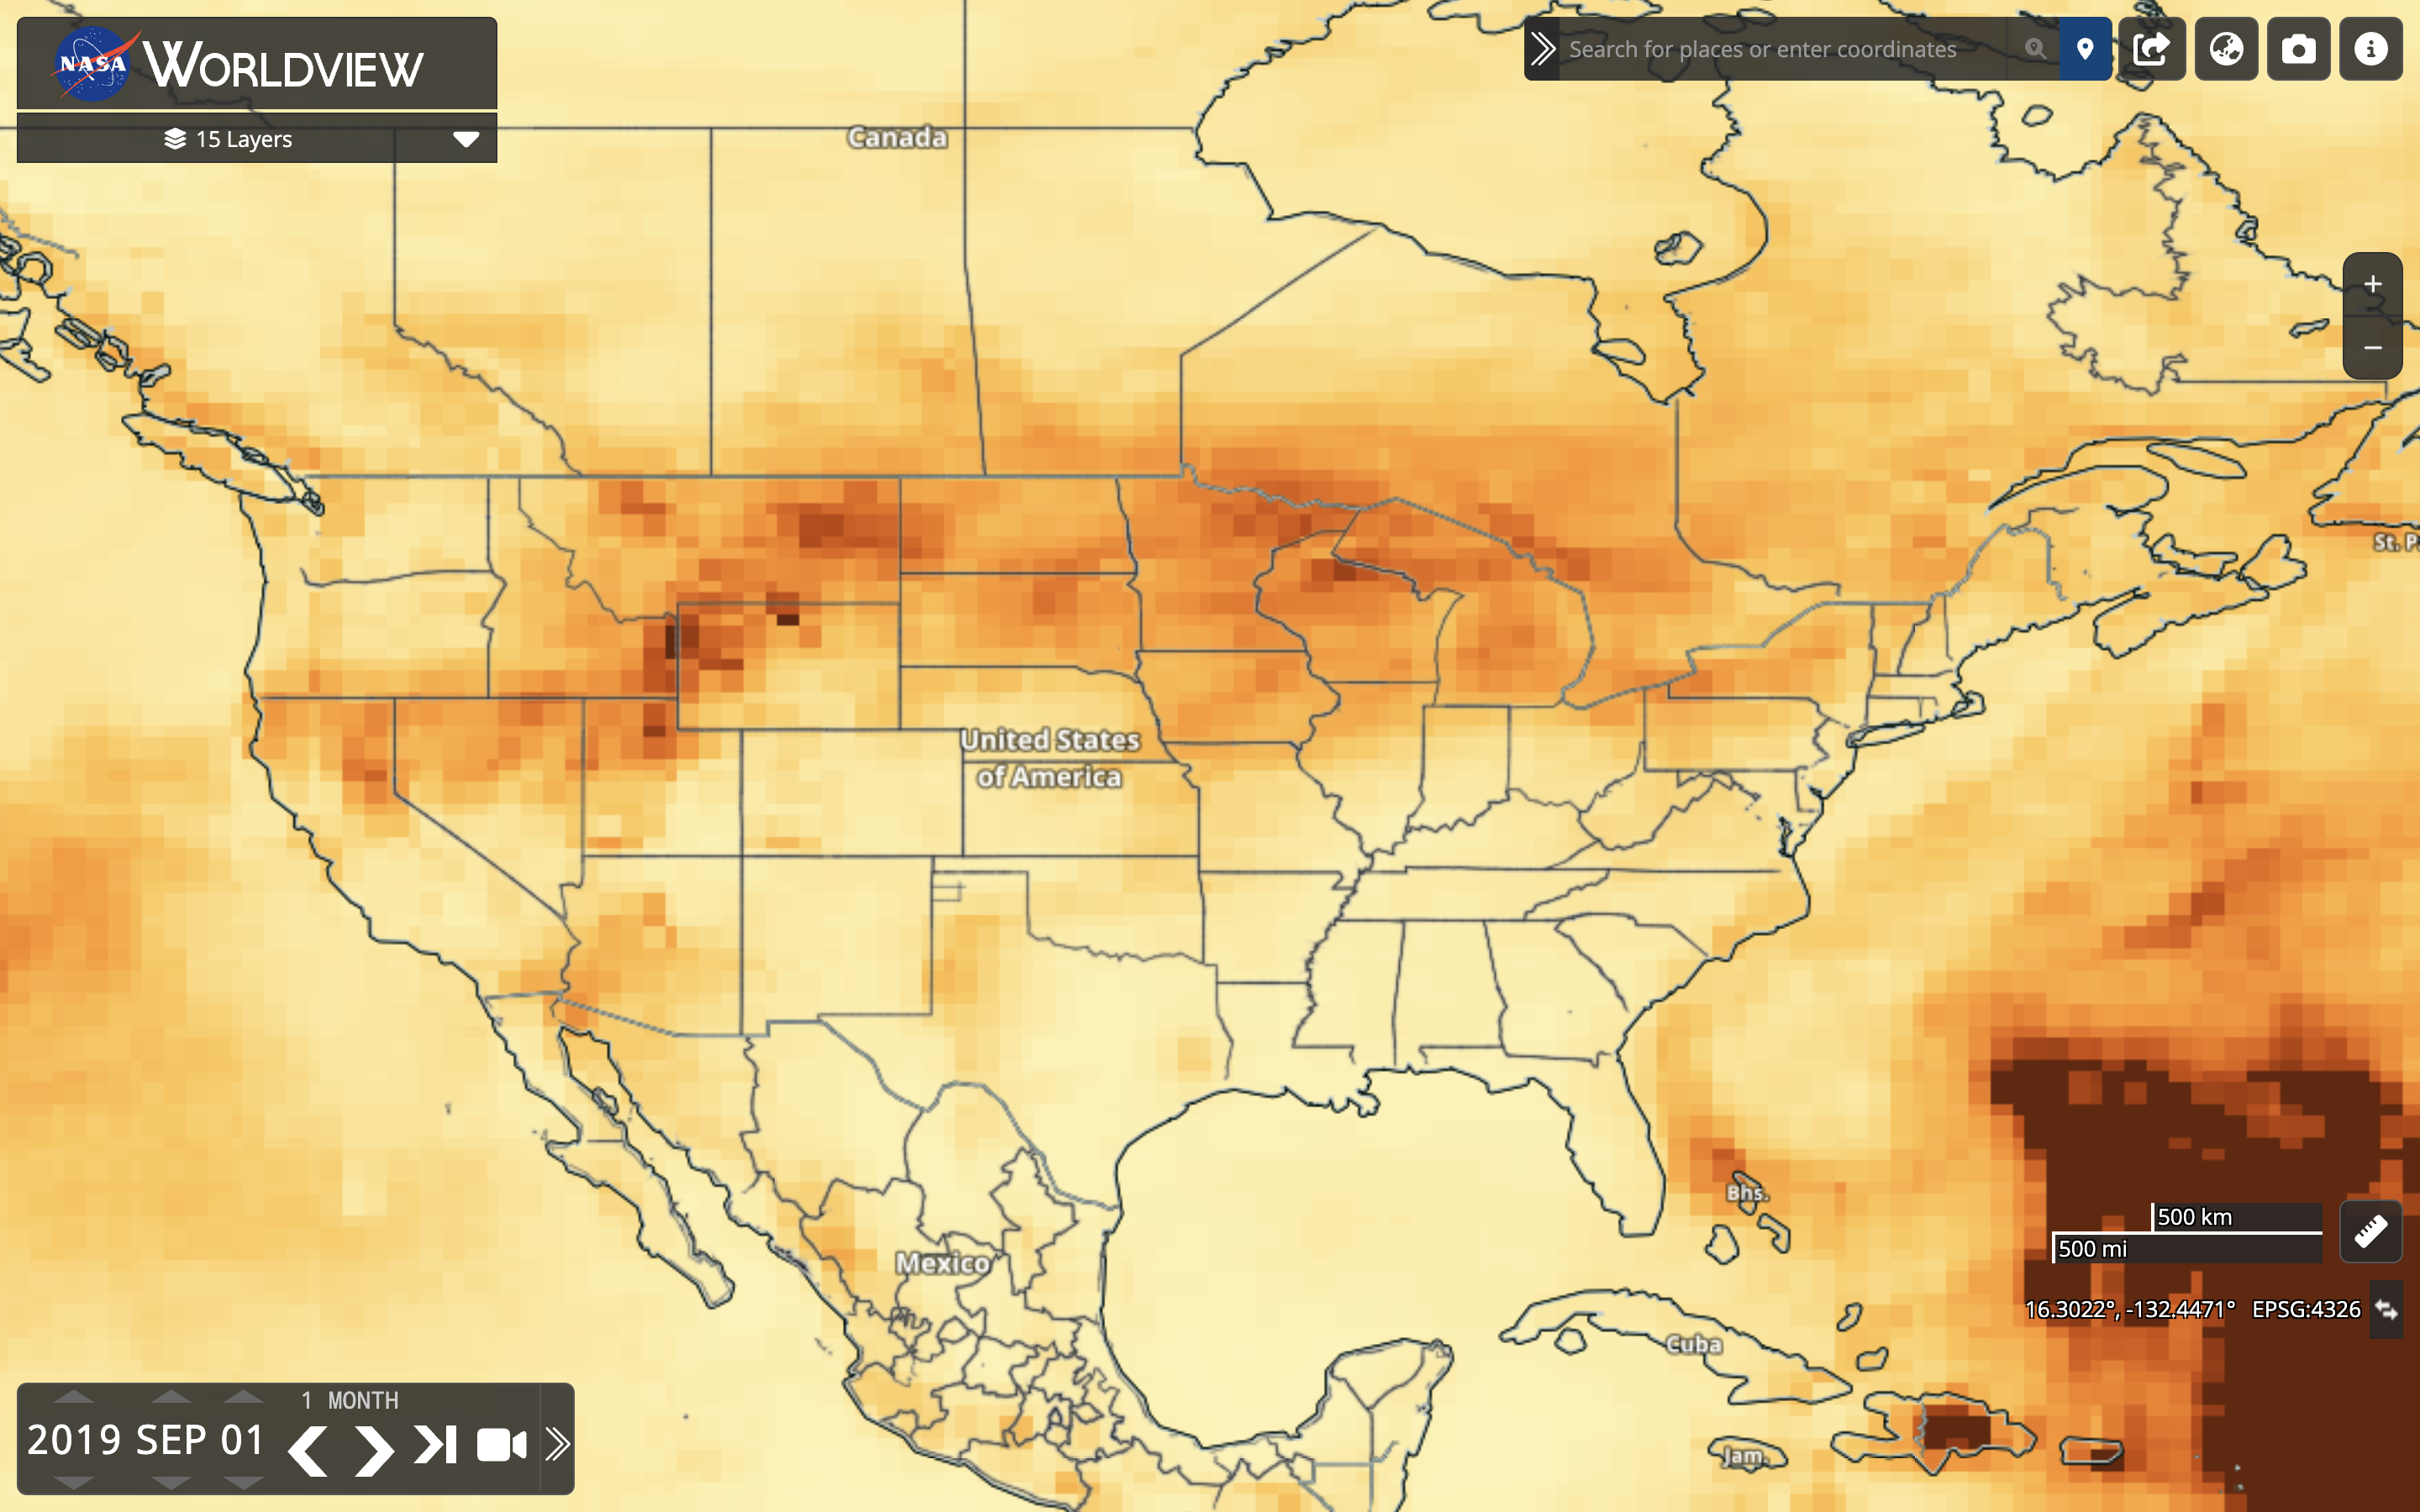 NASA WORLDVIEW
15 Layers
Search for places or enter coordinates
Canada
St. P
United States
of America
Bhs.
500 km
500 mi
Mexico
16.3022°, -132.4471° EPSG:4326
Cuba
Jam.
1 MONTH
2019 SEP 01